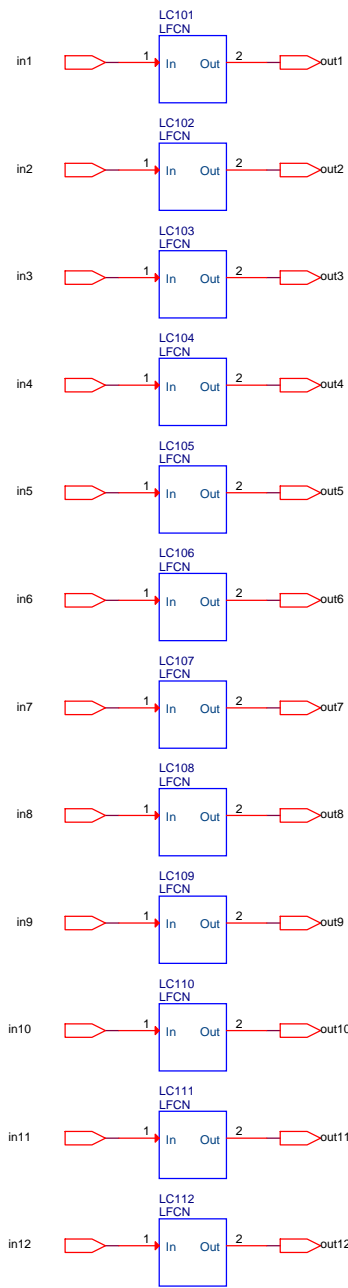 LC101
LFCN
in1 1 In Out 2 out1
LC102
LFCN
in2 1 In Out 2 out2
LC103
LFCN
in3 1 In Out 2 out3
LC104
LFCN
in4 1 In Out 2 out4
LC105
LFCN
in5 1 In Out 2 out5
LC106
LFCN
in6 1 In Out 2 out6
LC107
LFCN
in7 1 In Out 2 out7
LC108
LFCN
in8 1 In Out 2 out8
LC109
LFCN
in9 1 In Out 2 out9
LC110
LFCN
in10 1 In Out 2 out10
LC111
LFCN
in11 1 In Out 2 out11
LC112
LFCN
in12 1 In Out 2 out12